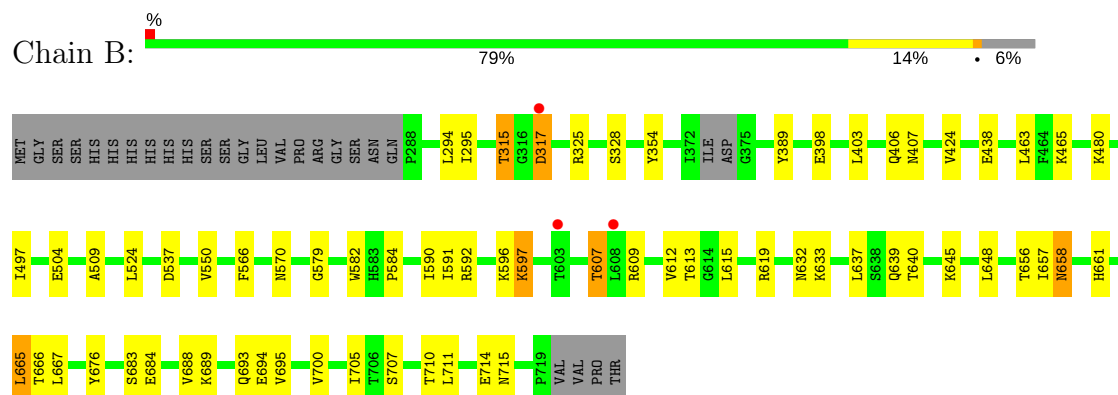 %
Chain B:
79% 14% • 6%
MET GLY SER SER HIS HIS HIS HIS HIS HIS SER SER GLY LEU VAL PRO ARG GLY SER ASN GLN P288 L294 I295 T315 G316 D317 R325 S328 Y354 I372 ILE ASP G375 Y389 E398 L403 Q406 N407 V424 E438 L463 F464 K465 K480
I497 E504 A509 L524 D537 V550 F566 N570 G579 W582 H583 P584 I590 I591 R592 K596 K597 T603 T607 L608 R609 V612 T613 G614 L615 R619 N632 K633 L637 S638 Q639 T640 K645 L648 T656 I657 N658 H661
L665 T666 L667 Y676 S683 E684 V688 K689 Q693 E694 V695 V700 I705 T706 S707 T710 L711 E714 N715 P719 VAL VAL PRO THR